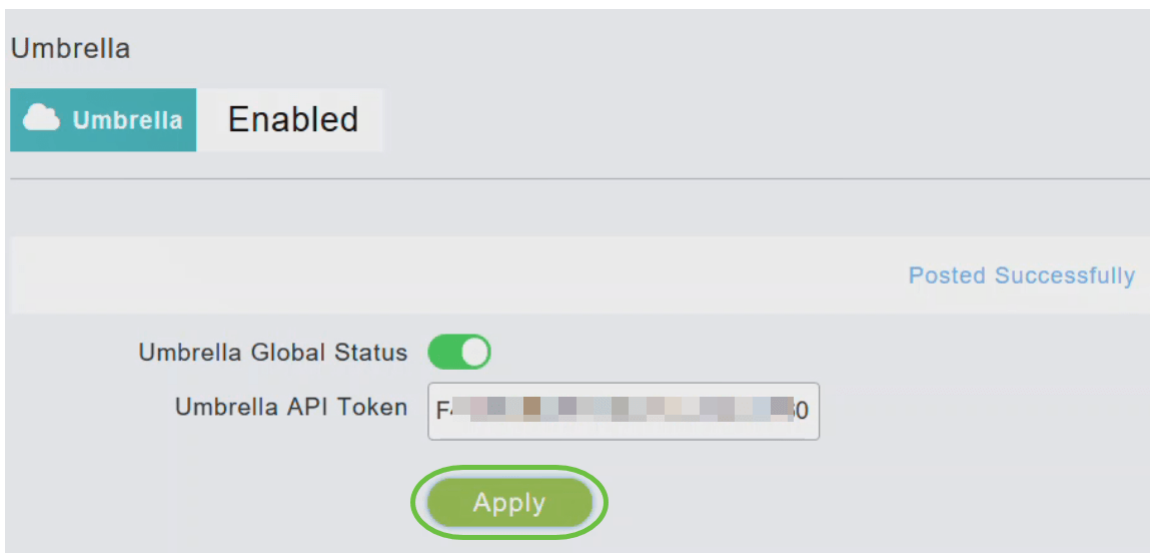 Umbrella
Umbrella Enabled
Posted Successfully
Umbrella Global Status
Umbrella API Token
Apply